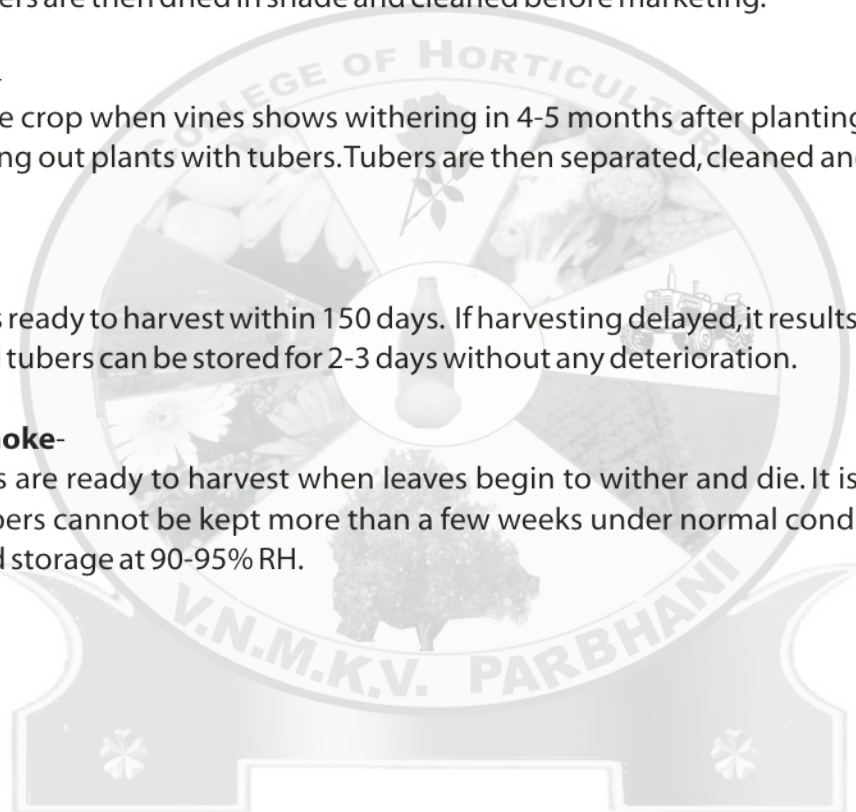 ers are then dried in shade and cleaned before marketing.
-
e crop when vines shows withering in 4-5 months after planting
ng out plants with tubers. Tubers are then separated, cleaned an
s ready to harvest within 150 days. If harvesting delayed, it results
tubers can be stored for 2-3 days without any deterioration.
oke-
s are ready to harvest when leaves begin to wither and die. It is
bers cannot be kept more than a few weeks under normal cond
d storage at 90-95% RH.
COLLEGE OF HORTICULTURE
V.N.M.K.V. PARBHANI